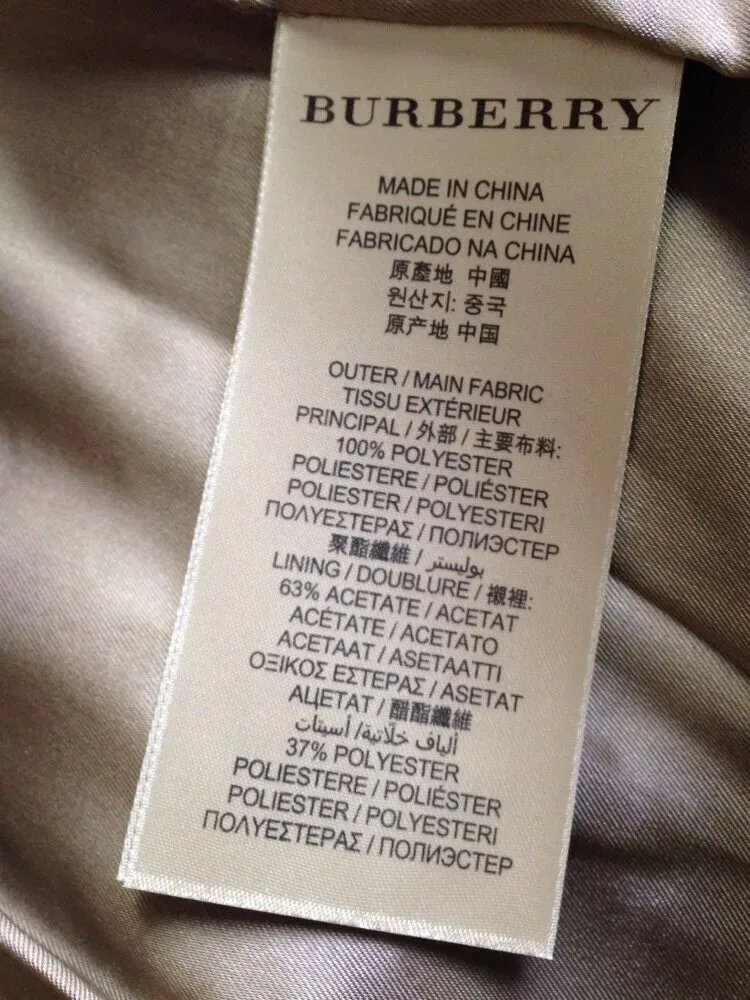 BURBERRY
MADE IN CHINA
FABRIQUÉ EN CHINE
FABRICADO NA CHINA
原產地 中國
원산지: 중국
原产地 中国
OUTER / MAIN FABRIC
TISSU EXTÉRIEUR
PRINCIPAL / 外部 / 主要布料:
100% POLYESTER
POLIESTERE / POLIÉSTER
POLIESTER / POLYESTERI
ΠΟΛΥΕΣΤΕΡΑΣ / ПОЛИЭСТЕР
聚酯纖維 / بوليستر
LINING / DOUBLURE / 襯裡:
63% ACETATE / ACETAT
ACÉTATE / ACETATO
ACETAAT / ASETAATTI
ΟΞΙΚΟΣ ΕΣΤΕΡΑΣ / ASETAT
АЦЕТАТ / 醋酯纖維
ألياف خلّاتية/ أسيتات
37% POLYESTER
POLIESTERE / POLIÉSTER
POLIESTER / POLYESTERI
ΠΟΛΥΕΣΤΕΡΑΣ / ПОЛИЭСТЕР